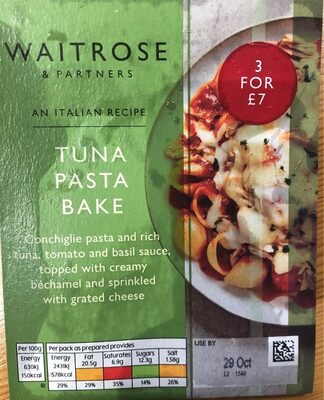 WAITROSE
& PARTNERS
3
FOR
£7
AN ITALIAN RECIPE
TUNA
PASTA
BAKE
Conchiglie pasta and rich
tuna, tomato and basil sauce,
topped with creamy
béchamel and sprinkled
with grated cheese
Per 100g
Energy
630kJ
150kcal
Per pack as prepared provides
Energy Fat Saturates Sugars Salt
2431kJ 20.5g 6.9g 12.3g 1.58g
578kcal
RI 29% 29% 35% 14% 26%
USE BY
29 Oct